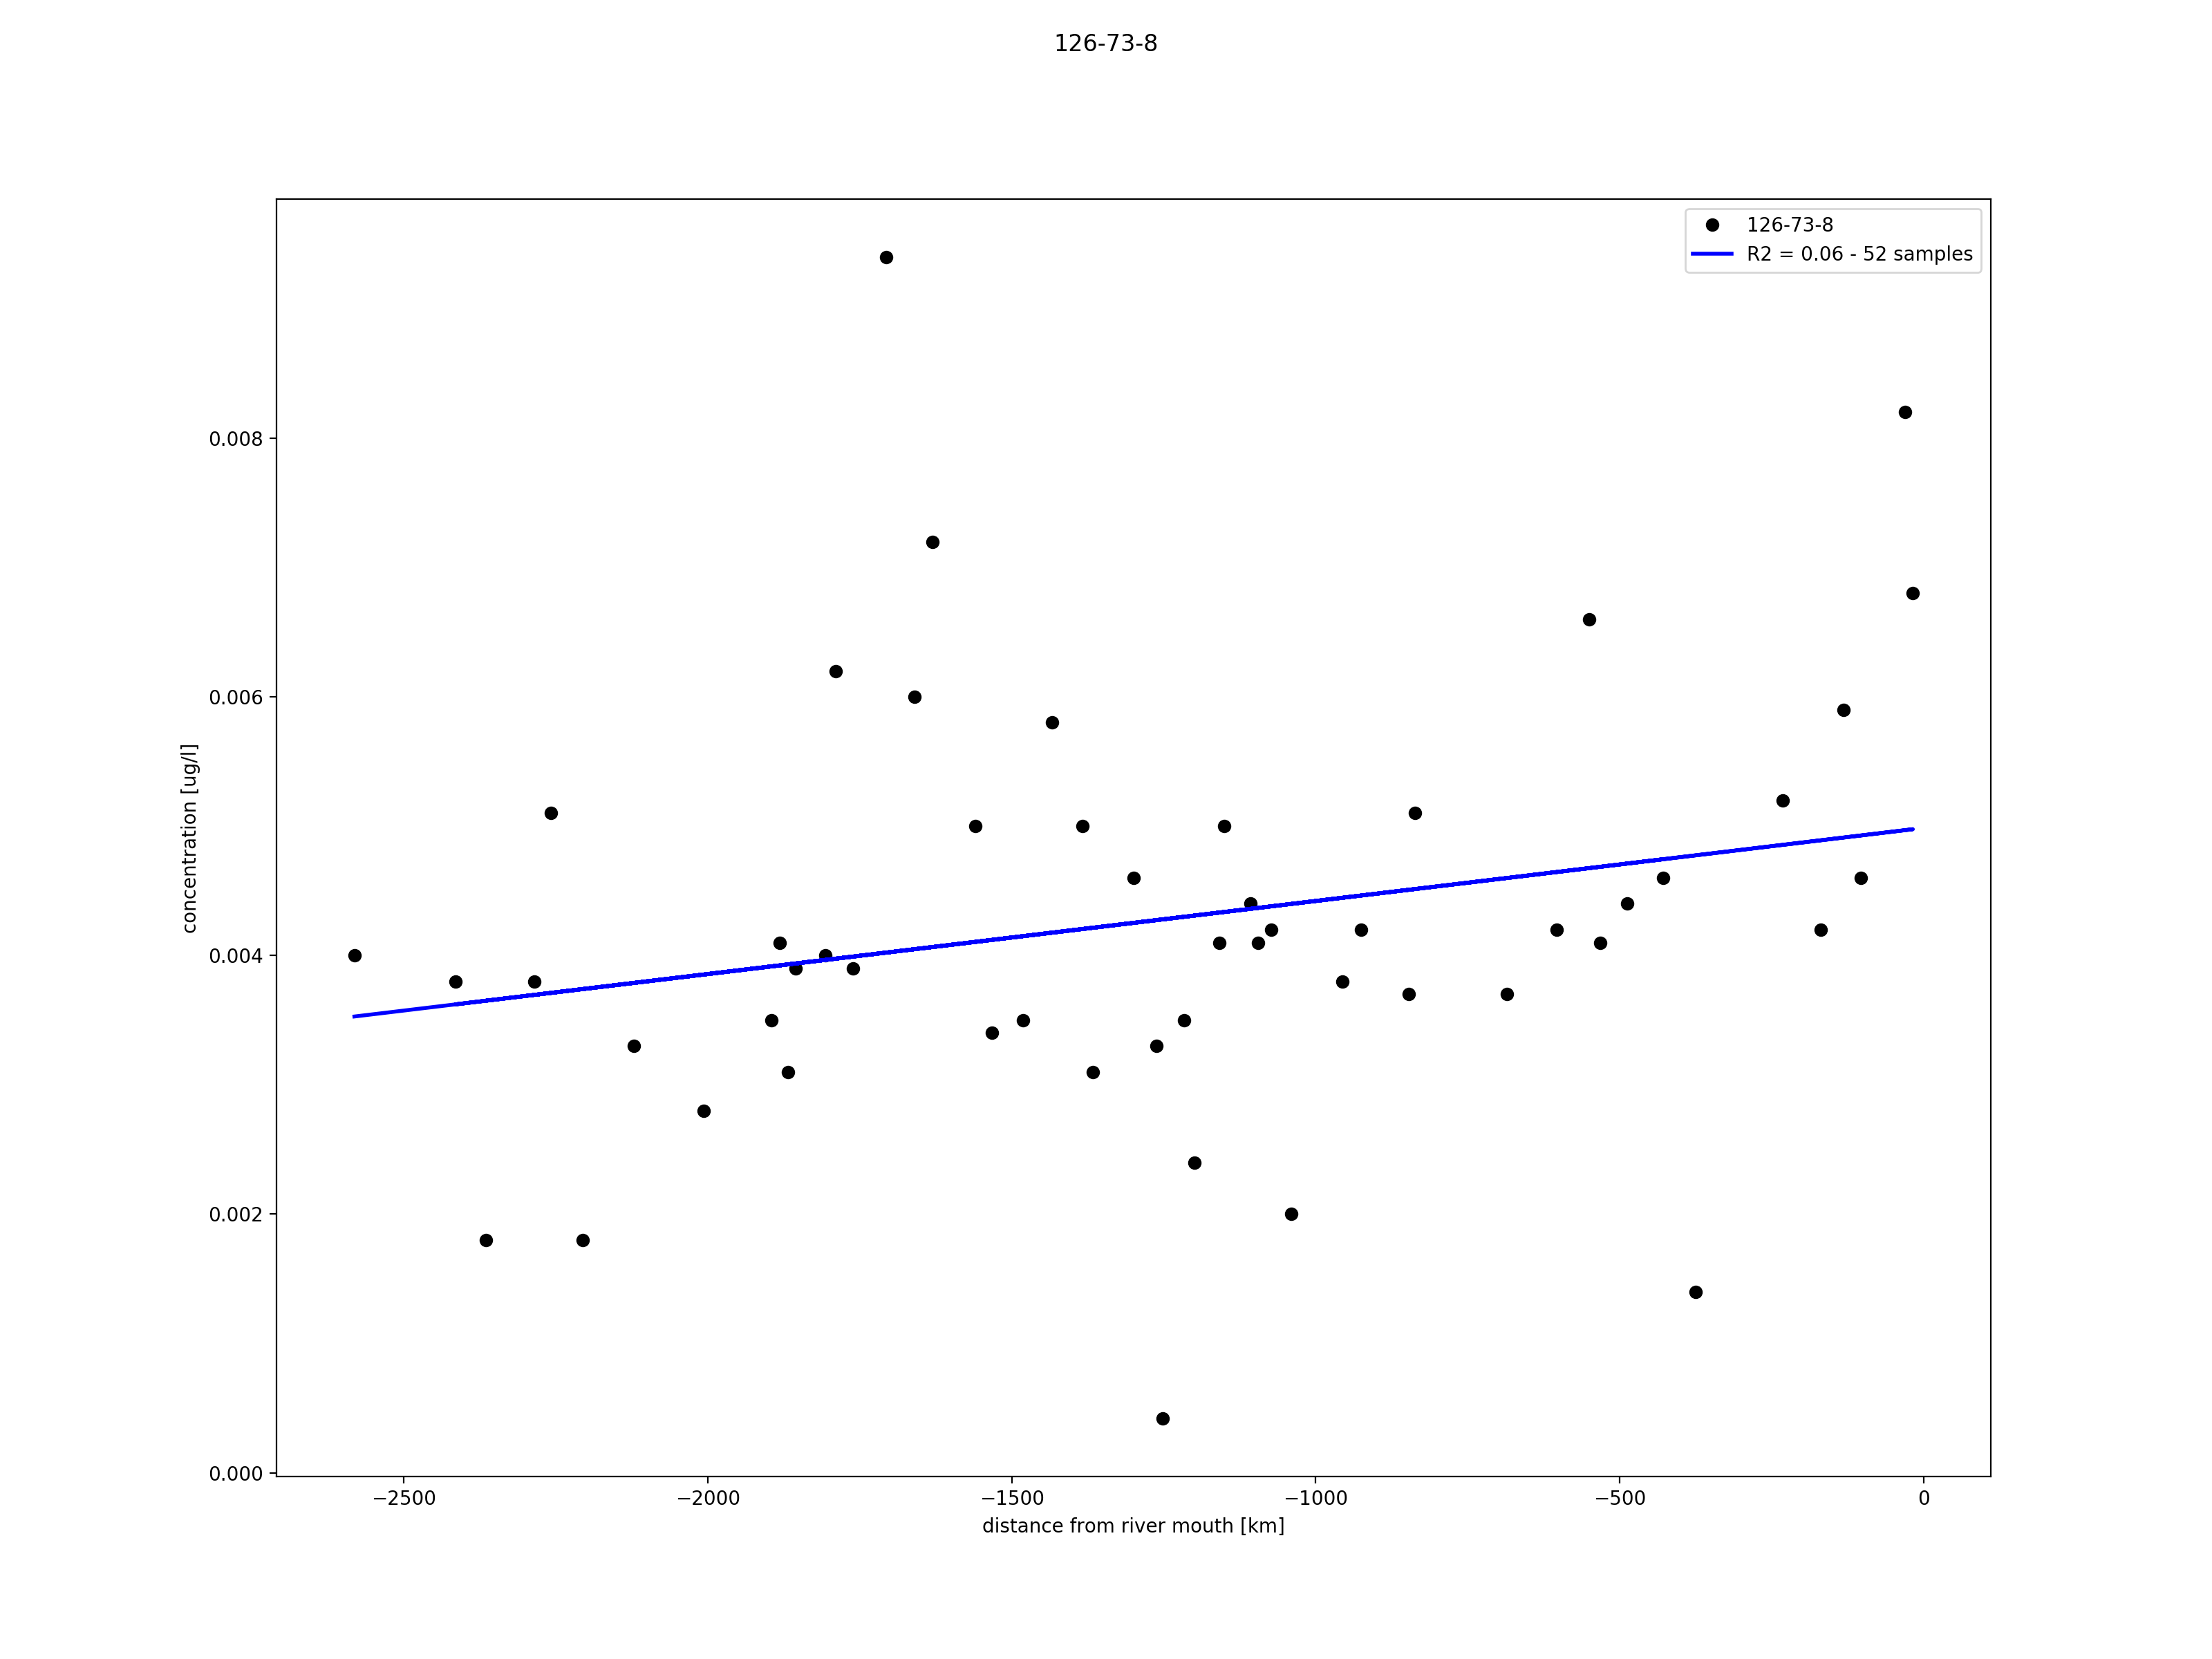 126-73-8
126-73-8
R2 = 0.06 - 52 samples
0.008
0.006
0.004
0.002
0.000
concentration [ug/l]
−2500 −2000 −1500 −1000 −500 0
distance from river mouth [km]